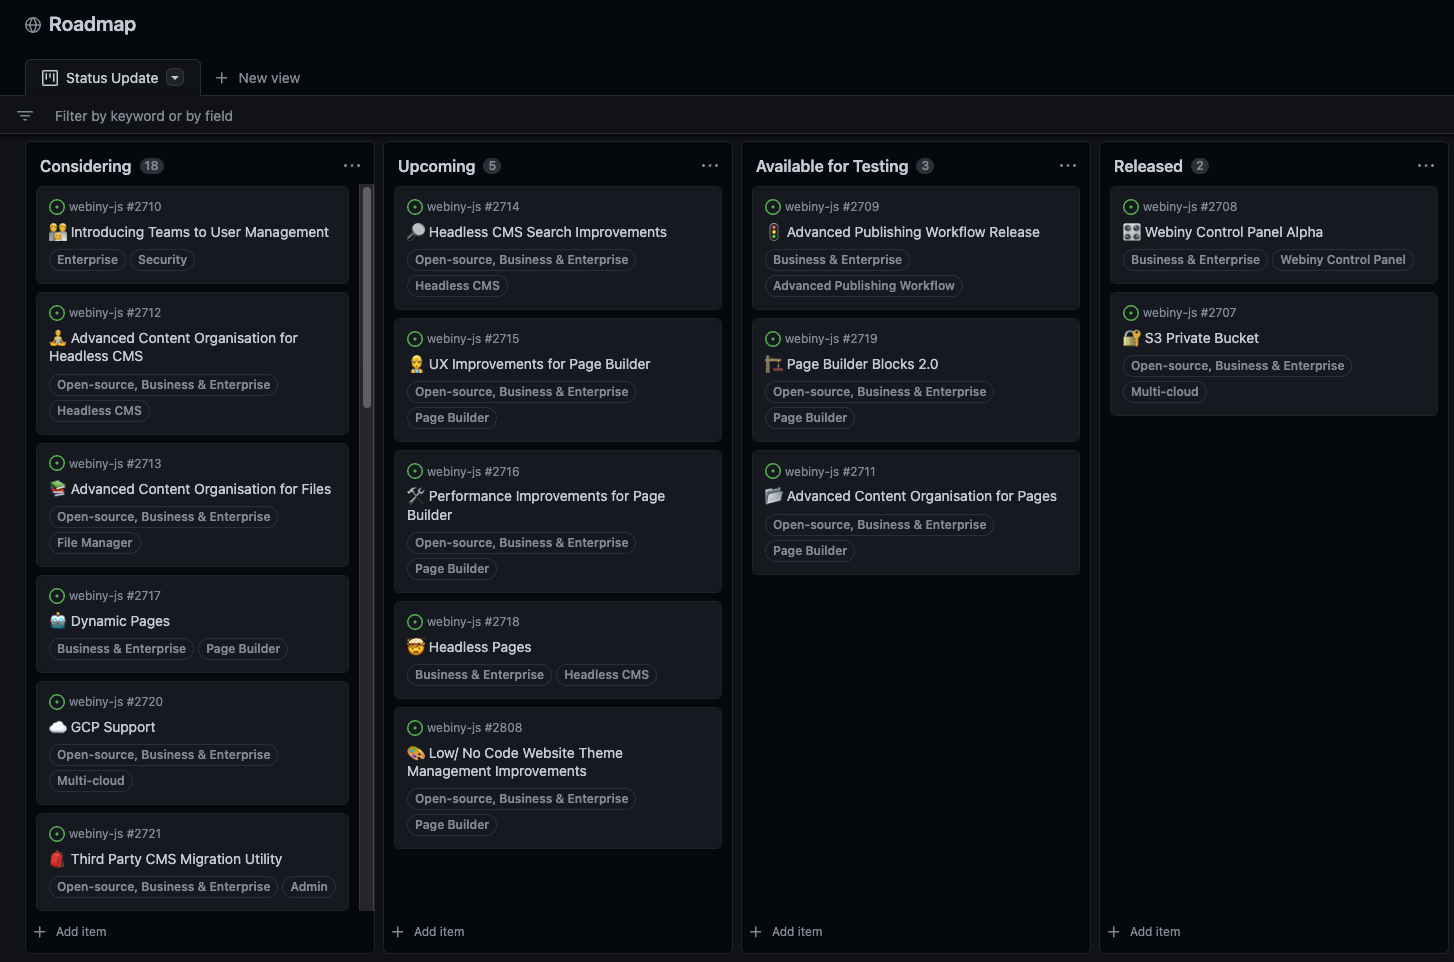 Roadmap
Status Update
New view
Filter by keyword or by field
Considering 18
webiny-js #2710
Introducing Teams to User Management
Enterprise Security
webiny-js #2712
Advanced Content Organisation for
Headless CMS
Open-source, Business & Enterprise
Headless CMS
webiny-js #2713
Advanced Content Organisation for Files
Open-source, Business & Enterprise
File Manager
webiny-js #2717
Dynamic Pages
Business & Enterprise Page Builder
webiny-js #2720
GCP Support
Open-source, Business & Enterprise
Multi-cloud
webiny-js #2721
Third Party CMS Migration Utility
Open-source, Business & Enterprise Admin
Add item
Upcoming 5
webiny-js #2714
Headless CMS Search Improvements
Open-source, Business & Enterprise
Headless CMS
webiny-js #2715
UX Improvements for Page Builder
Open-source, Business & Enterprise
Page Builder
webiny-js #2716
Performance Improvements for Page
Builder
Open-source, Business & Enterprise
Page Builder
webiny-js #2718
Headless Pages
Business & Enterprise Headless CMS
webiny-js #2808
Low/ No Code Website Theme
Management Improvements
Open-source, Business & Enterprise
Page Builder
Add item
Available for Testing 3
webiny-js #2709
Advanced Publishing Workflow Release
Business & Enterprise
Advanced Publishing Workflow
webiny-js #2719
Page Builder Blocks 2.0
Open-source, Business & Enterprise
Page Builder
webiny-js #2711
Advanced Content Organisation for Pages
Open-source, Business & Enterprise
Page Builder
Add item
Released 2
webiny-js #2708
Webiny Control Panel Alpha
Business & Enterprise Webiny Control Panel
webiny-js #2707
S3 Private Bucket
Open-source, Business & Enterprise
Multi-cloud
Add item